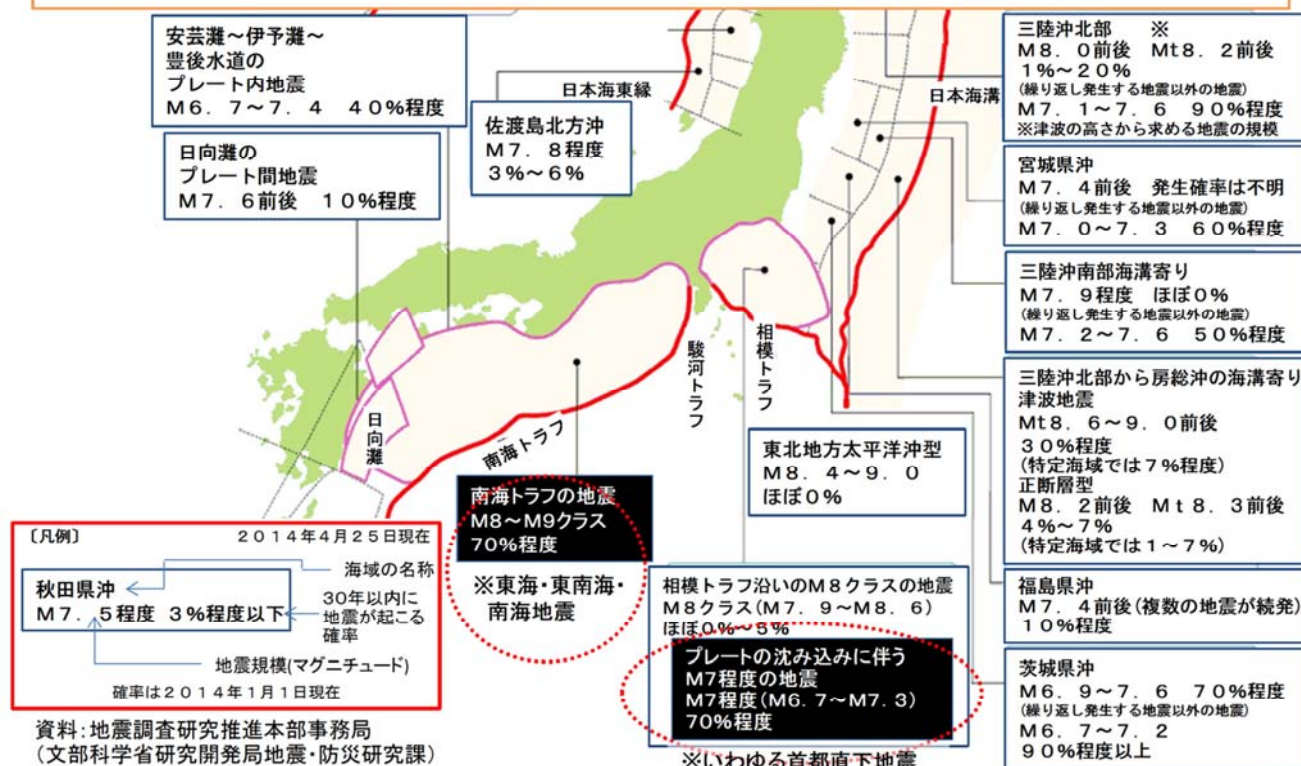 安芸灘～伊予灘～
豊後水道の
プレート内地震
Ｍ６．７～７．４　４０％程度
日向灘の
プレート間地震
Ｍ７．６前後　１０％程度
日本海東縁
佐渡島北方沖
Ｍ７．８程度
３％～６％
日本海溝
三陸沖北部　※
Ｍ８．０前後　Ｍｔ８．２前後
１％～２０％
(繰り返し発生する地震以外の地震)
Ｍ７．１～７．６　９０％程度
※津波の高さから求める地震の規模
宮城県沖
Ｍ７．４前後　発生確率は不明
(繰り返し発生する地震以外の地震)
Ｍ７．０～７．３　６０％程度
三陸沖南部海溝寄り
Ｍ７．９程度　ほぼ０％
(繰り返し発生する地震以外の地震)
Ｍ７．２～７．６　５０％程度
三陸沖北部から房総沖の海溝寄り
津波地震
Ｍｔ８．６～９．０前後
３０％程度
(特定海域では７％程度)
正断層型
Ｍ８．２前後　Ｍｔ８．３前後
４％～７％
(特定海域では１～７％)
福島県沖
Ｍ７．４前後(複数の地震が続発)
１０％程度
茨城県沖
Ｍ６．９～７．６　７０％程度
(繰り返し発生する地震以外の地震)
Ｍ６．７～７．２
９０％程度以上
日向灘
南海トラフ
駿河トラフ
相模トラフ
東北地方太平洋沖型
Ｍ８．４～９．０
ほぼ０％
南海トラフの地震
M8～M9クラス
70％程度
※東海・東南海・
南海地震
相模トラフ沿いのＭ８クラスの地震
Ｍ８クラス(Ｍ７．９～Ｍ８．６)
ほぼ０％～５％
プレートの沈み込みに伴う
Ｍ7程度の地震
Ｍ7程度(M6.7～M7.3)
70％程度
※いわゆる首都直下地震
〔凡例〕　２０１４年４月２５日現在
海域の名称
秋田県沖
Ｍ７．５程度　３％程度以下
30年以内に
地震が起こる
確率
地震規模(マグニチュード)
確率は２０１４年１月１日現在
資料：地震調査研究推進本部事務局
（文部科学省研究開発局地震・防災研究課）